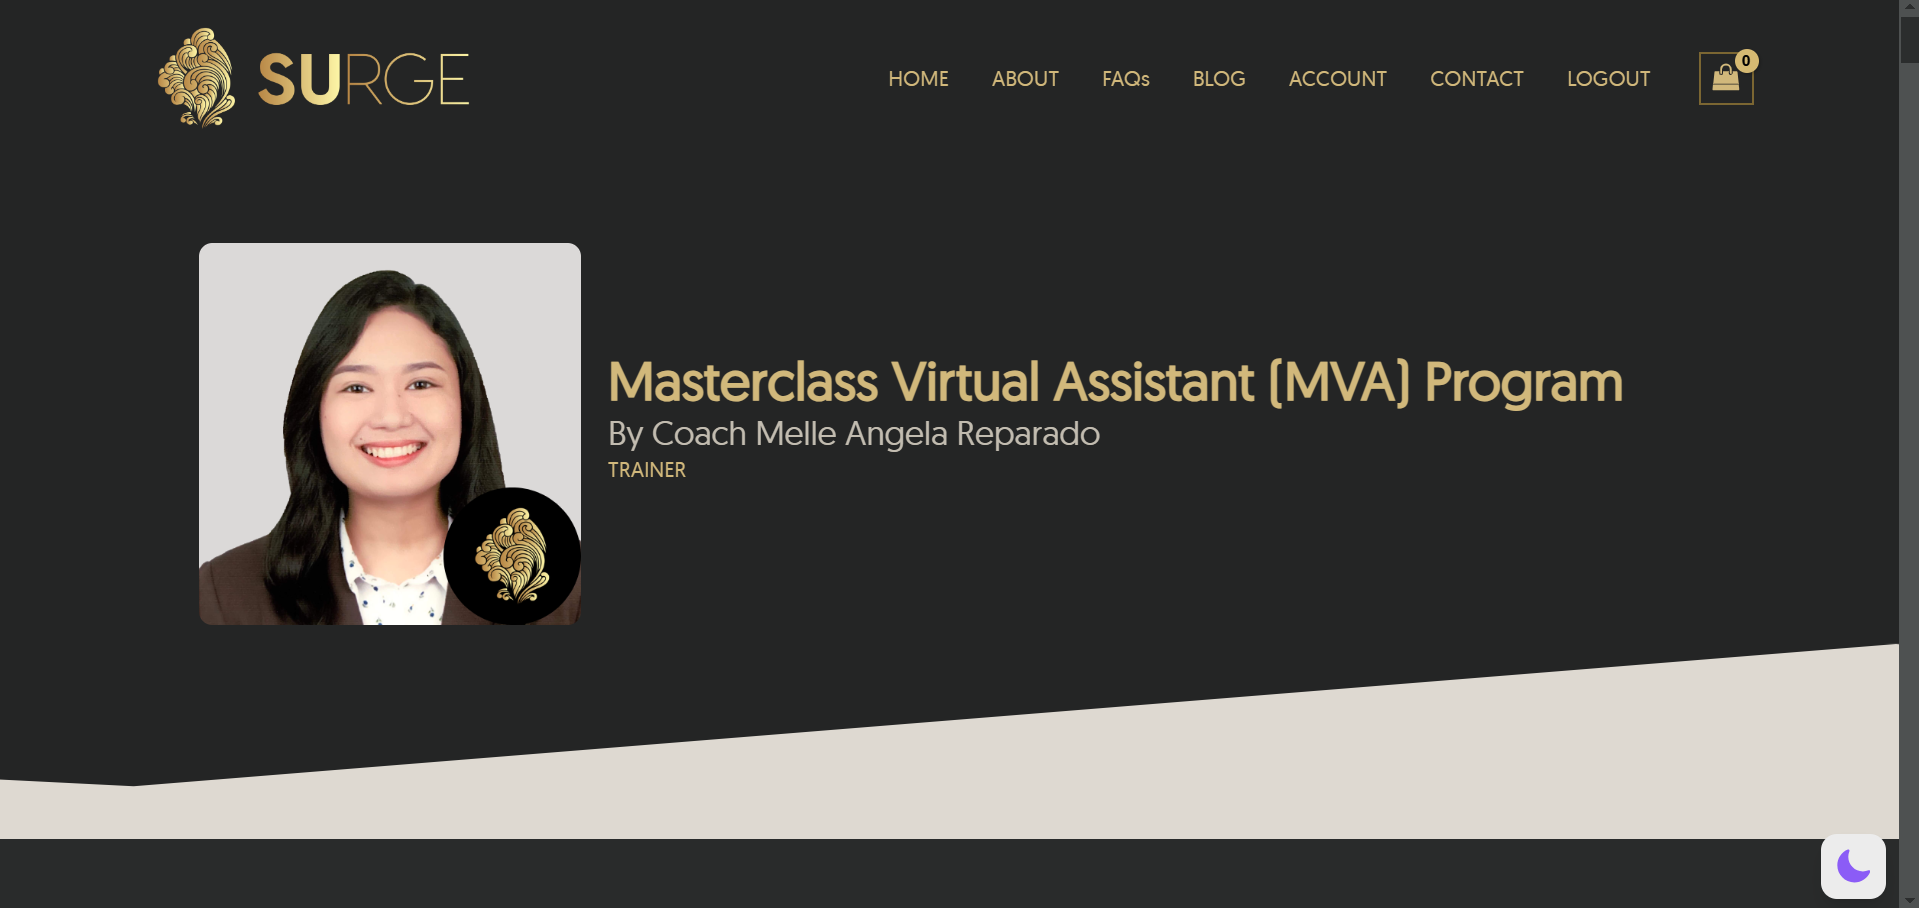 SURGE
HOME ABOUT FAQs BLOG ACCOUNT CONTACT LOGOUT 0
Masterclass Virtual Assistant (MVA) Program
By Coach Melle Angela Reparado
TRAINER